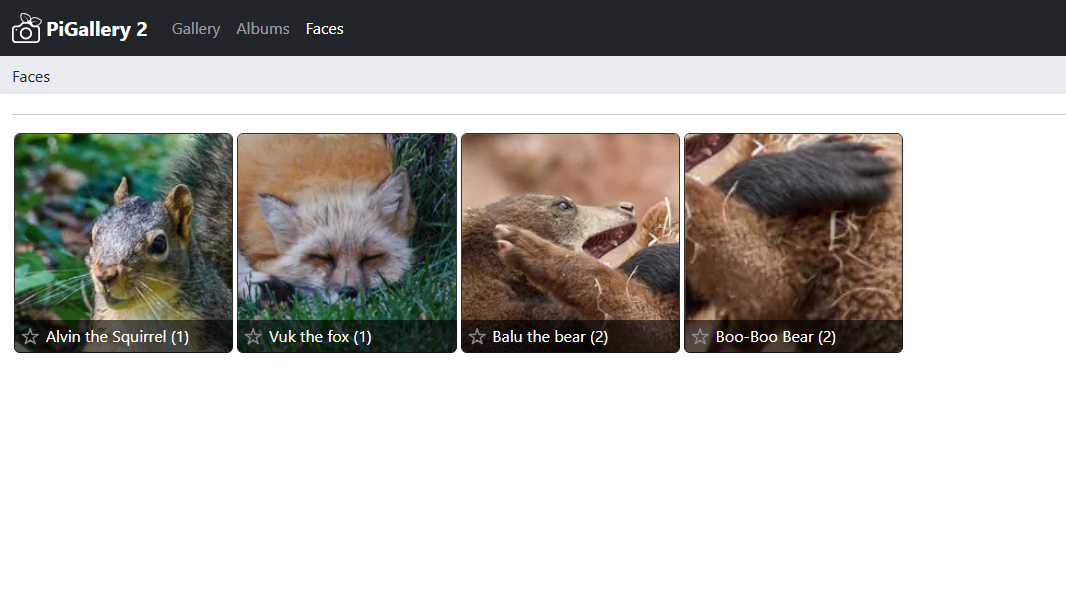 PiGallery 2 Gallery Albums Faces
Faces
Alvin the Squirrel (1) Vuk the fox (1) Balu the bear (2) Boo-Boo Bear (2)